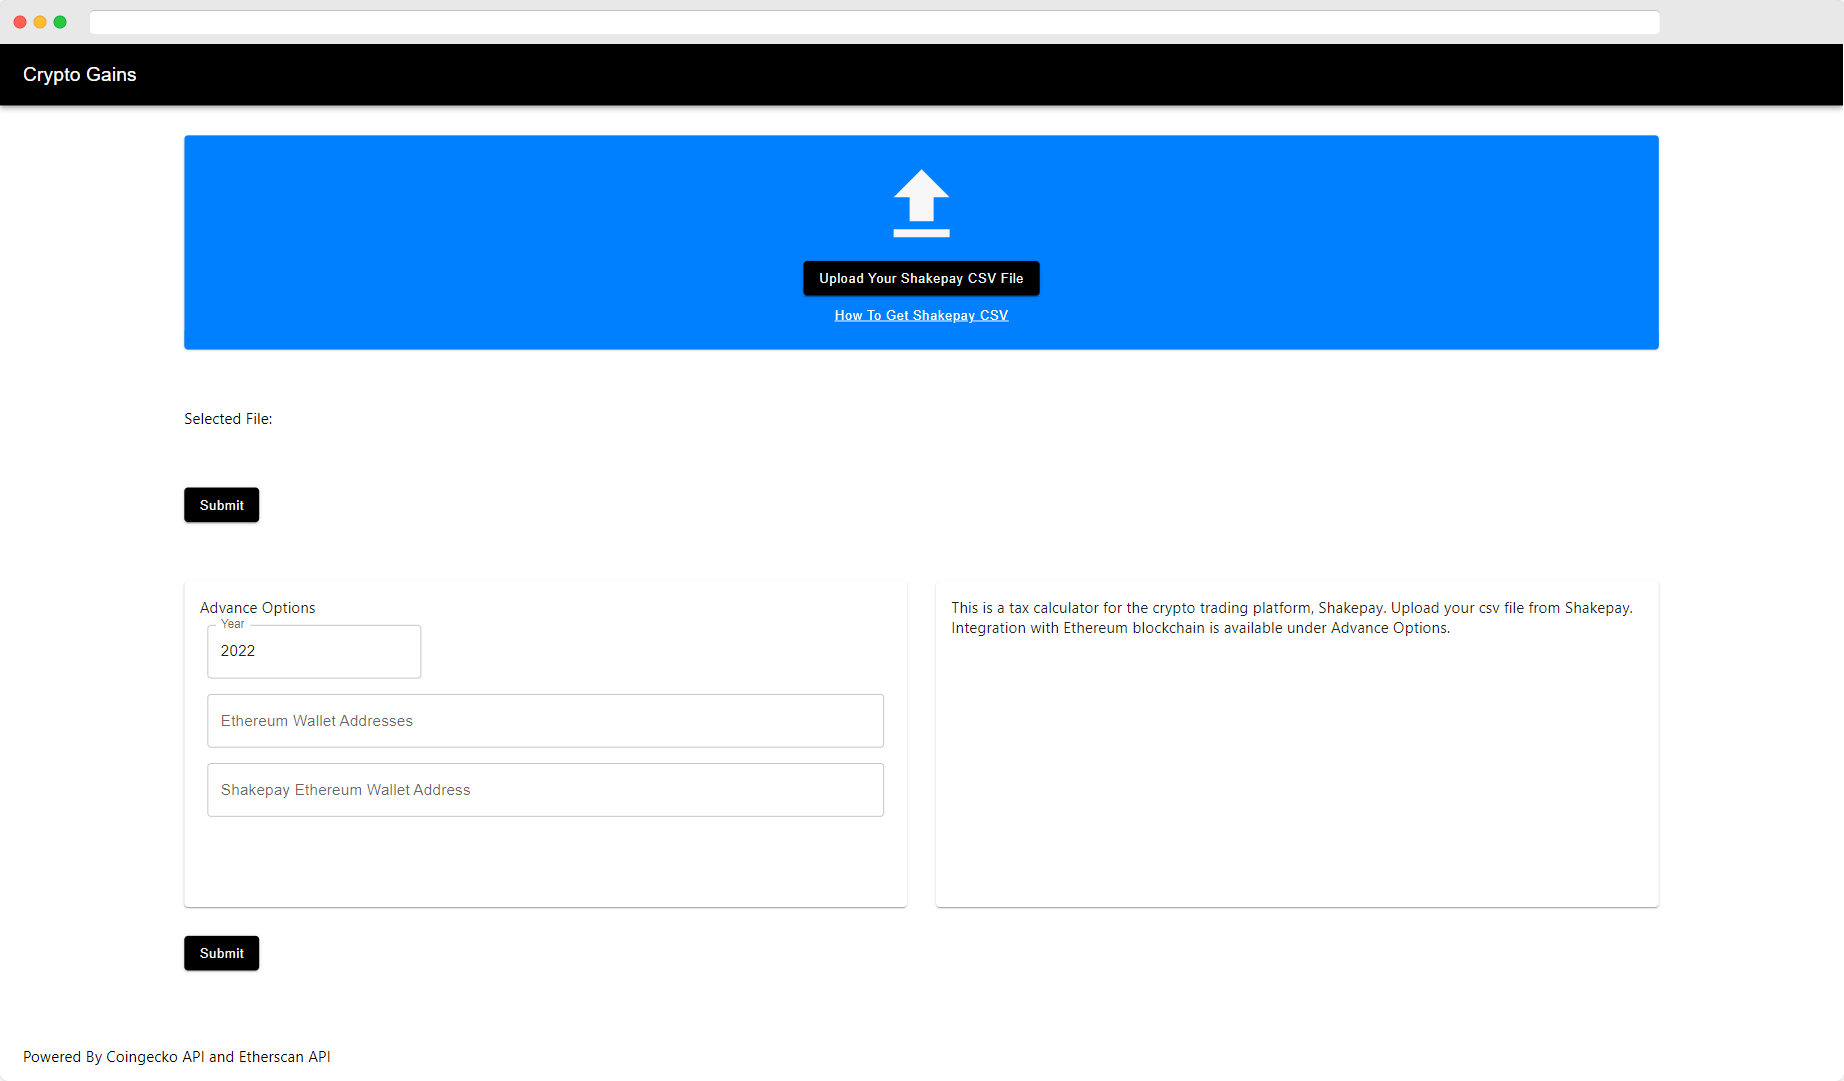 Crypto Gains
Upload Your Shakepay CSV File
How To Get Shakepay CSV
Selected File:
Submit
Advance Options
Year
2022
Ethereum Wallet Addresses
Shakepay Ethereum Wallet Address
This is a tax calculator for the crypto trading platform, Shakepay. Upload your csv file from Shakepay.
Integration with Ethereum blockchain is available under Advance Options.
Submit
Powered By Coingecko API and Etherscan API